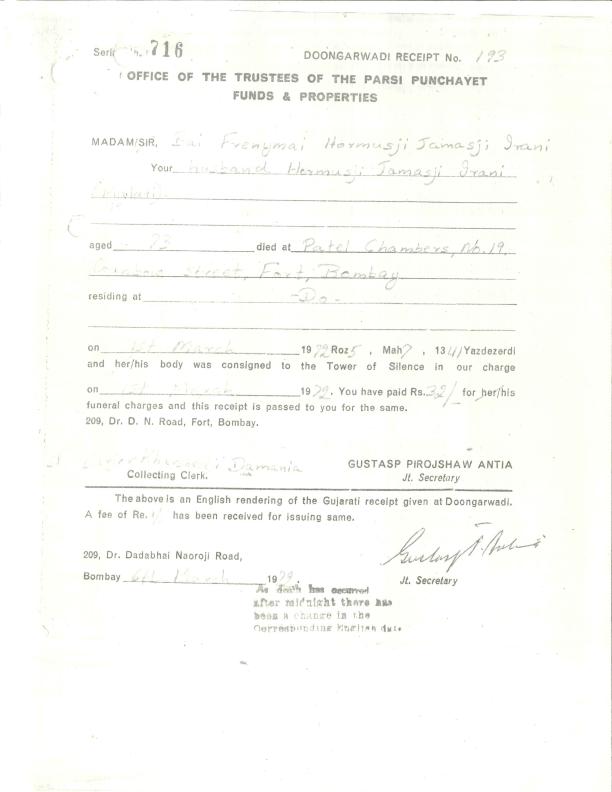 716 DOONGARWADI RECEIPT No. 193
OFFICE OF THE TRUSTEES OF THE PARSI PUNCHAYET
FUNDS & PROPERTIES
MADAM/SIR, Bai Frenymai Hormusji Jamasji Irani
Your husband Hormusji Jamasji Irani
aged 73 died at Patel Chambers, No. 19,
Street, Fort, Bombay
residing at -Do-
on 1st March 1972 Roz 5, Mah 7, 1341 Yazdezerdi
and her/his body was consigned to the Tower of Silence in our charge
on 1st March 1972. You have paid Rs. 32/ for her/his
funeral charges and this receipt is passed to you for the same.
209, Dr. D. N. Road, Fort, Bombay.
Damania GUSTASP PIROJSHAW ANTIA
Collecting Clerk. Jt. Secretary
The above is an English rendering of the Gujarati receipt given at Doongarwadi.
A fee of Re. 1/ has been received for issuing same.
209, Dr. Dadabhai Naoroji Road,
Bombay 6th March 1972. Jt. Secretary
As death has occurred
after midnight there has
been a change in the
Corresponding English date